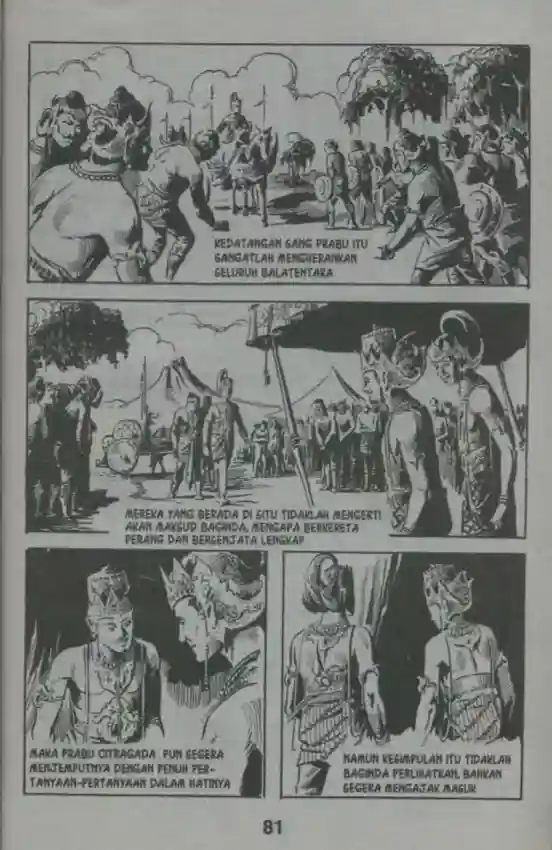 KEDATANGAN SANG PRABU ITU
SANGATLAH MENGHERANKAN
SELURUH BALATENTARA
MEREKA YANG BERADA DI SITU TIDAKLAH MENGERTI
AKAN MAKSUD BAGINDA, MENGAPA BERKERETA
PERANG DAN BERSENJATA LENGKAP
MAKA PRABU CITRAGADA PUN SEGERA
MENJEMPUTNYA DENGAN PENUH PER-
TANYAAN-PERTANYAAN DALAM HATINYA
NAMUN KESIMPULAN ITU TIDAKLAH
BAGINDA PERLIHATKAN, BAHKAN
SEGERA MENGAJAK MASUK
81